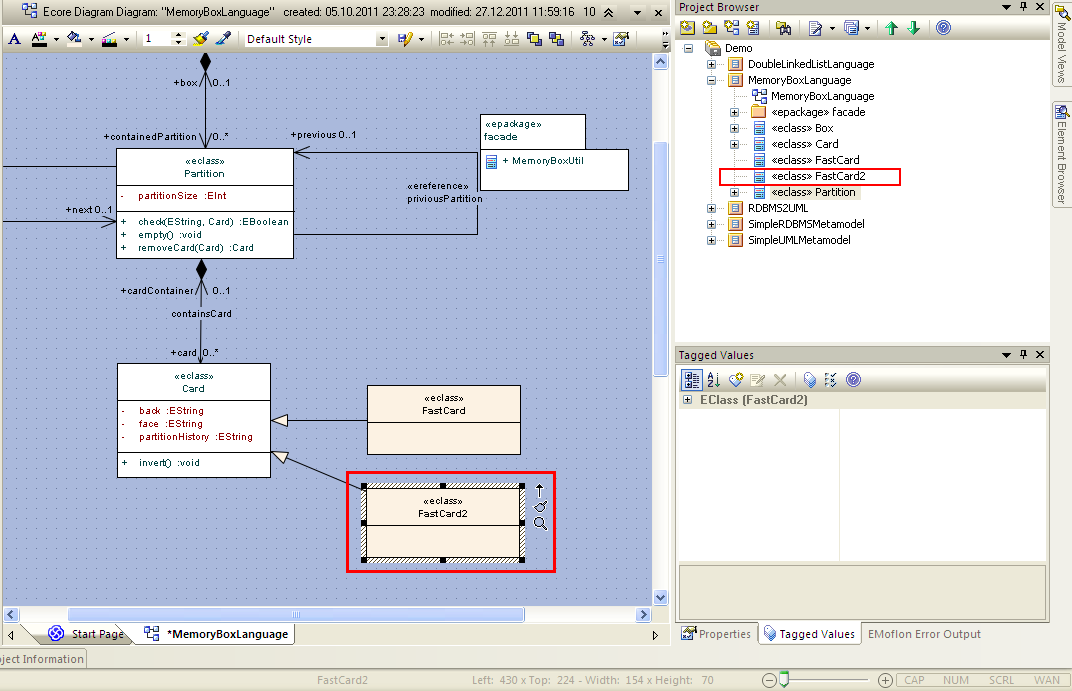 Ecore Diagram Diagram: "MemoryBoxLanguage"   created: 05.10.2011 23:28:23  modified: 27.12.2011 11:59:16   10
1
Default Style
+box
0..1
+containedPartition
0..*
«eclass»
Partition
- partitionSize :EInt
+ check(EString, Card) :EBoolean
+ empty() :void
+ removeCard(Card) :Card
+next 0..1
+previous 0..1
«ereference»
priviousPartition
«epackage»
facade
+ MemoryBoxUtil
+cardContainer
0..1
containsCard
+card 0..*
«eclass»
Card
- back :EString
- face :EString
- partitionHistory :EString
+ invert() :void
«eclass»
FastCard
«eclass»
FastCard2
Start Page
*MemoryBoxLanguage
Project Browser
Demo
DoubleLinkedListLanguage
MemoryBoxLanguage
MemoryBoxLanguage
«epackage» facade
«eclass» Box
«eclass» Card
«eclass» FastCard
«eclass» FastCard2
«eclass» Partition
RDBMS2UML
SimpleRDBMSMetamodel
SimpleUMLMetamodel
Tagged Values
EClass (FastCard2)
Properties
Tagged Values
EMoflon Error Output
Model Views
Element Browser
ject Information
FastCard2
Left:  430 x Top:  224 - Width:  154 x Height:  70
CAP
NUM
SCRL
WAN